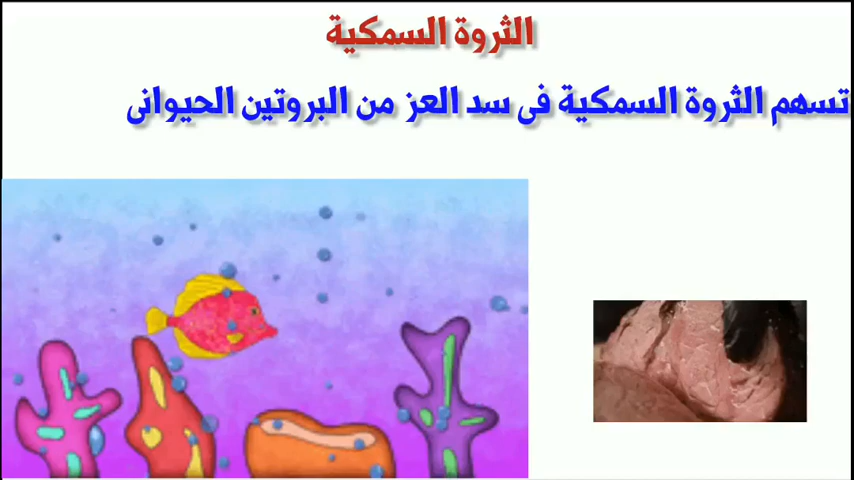 الثروة السمكية
تسهم الثروة السمكية فى سد العز من البروتين الحيوانى